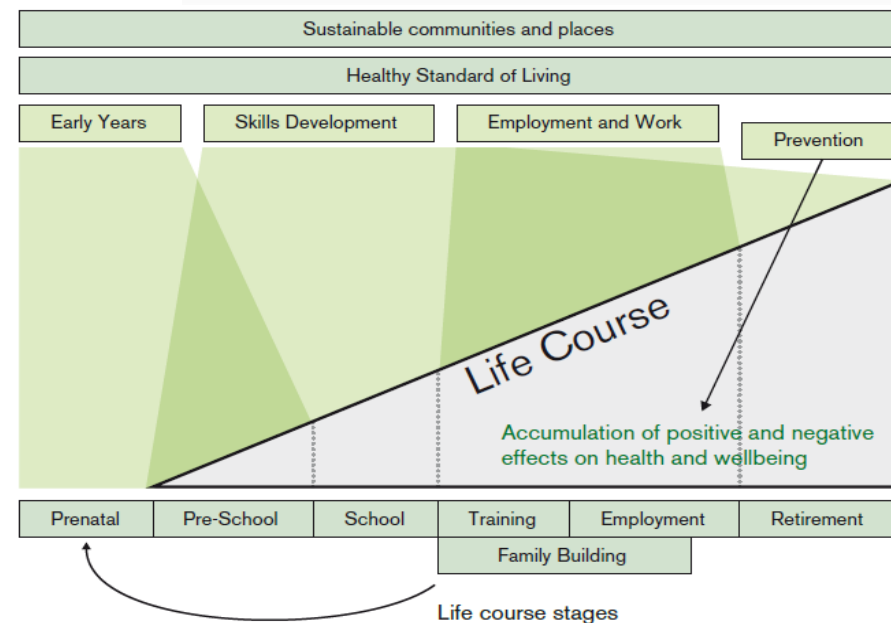 Sustainable communities and places
Healthy Standard of Living
Early Years
Skills Development
Employment and Work
Prevention
Life Course
Accumulation of positive and negative
effects on health and wellbeing
Prenatal
Pre-School
School
Training
Employment
Retirement
Family Building
Life course stages